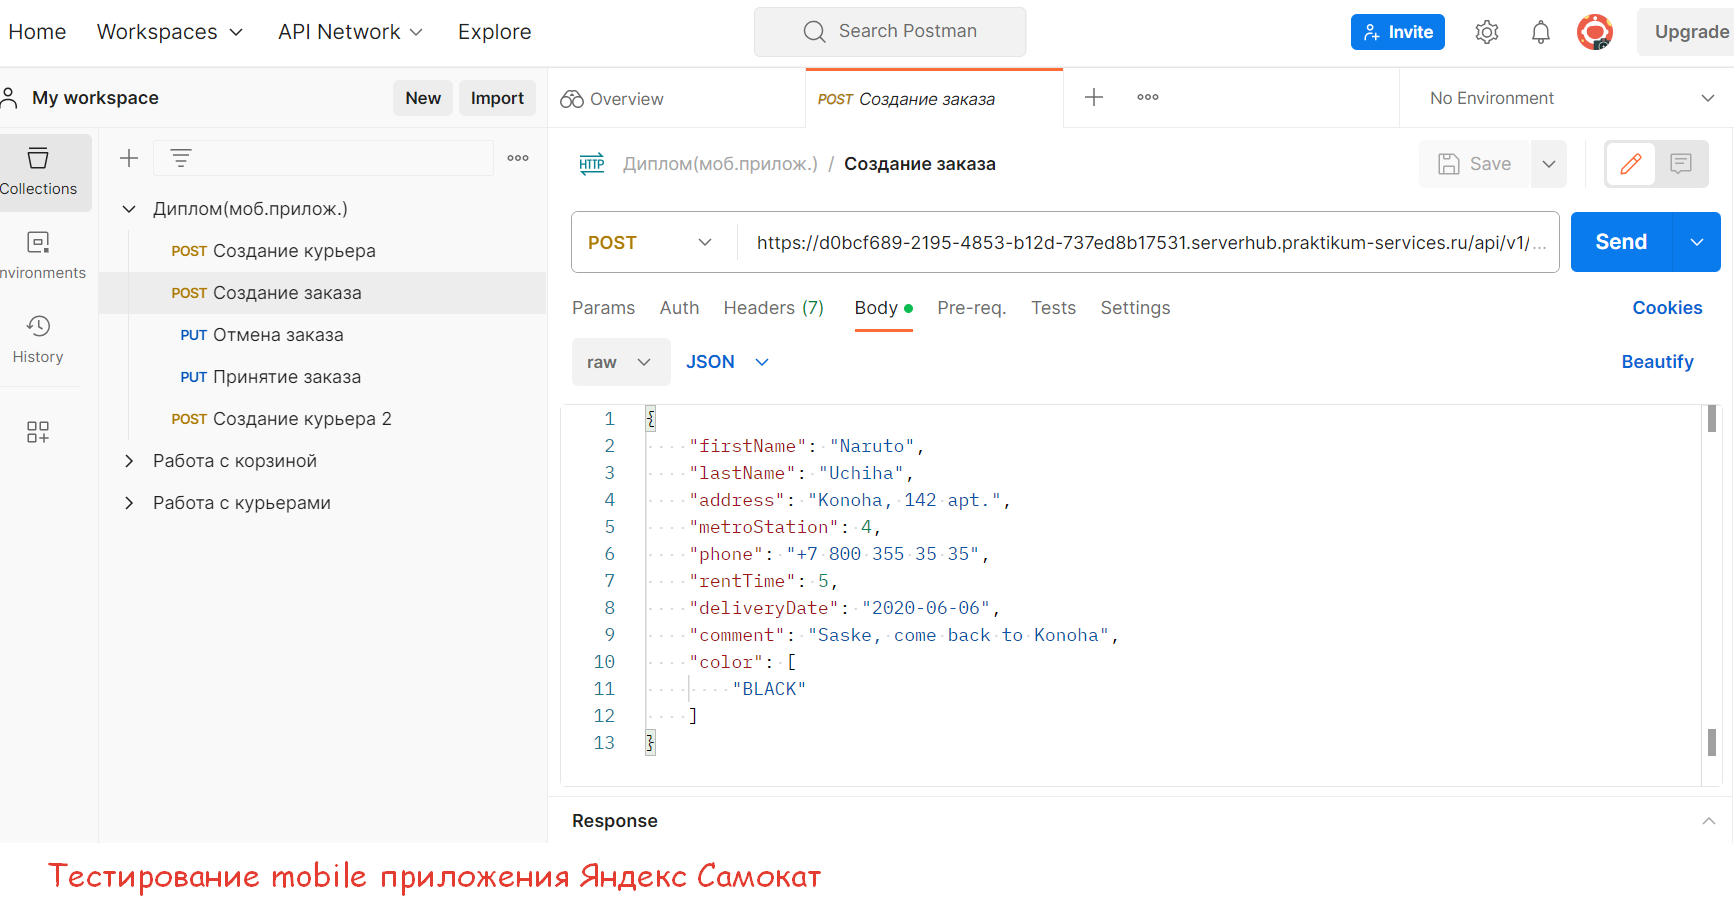 Home Workspaces API Network Explore Search Postman Invite Upgrade
My workspace New Import Overview POST Создание заказа No Environment
Collections
nvironments
History
Диплом(моб.прилож.)
POST Создание курьера
POST Создание заказа
PUT Отмена заказа
PUT Принятие заказа
POST Создание курьера 2
Работа с корзиной
Работа с курьерами
HTTP Диплом(моб.прилож.) / Создание заказа Save
POST https://d0bcf689-2195-4853-b12d-737ed8b17531.serverhub.praktikum-services.ru/api/v1/... Send
Params Auth Headers (7) Body Pre-req. Tests Settings Cookies
raw JSON Beautify
1 {
2 "firstName": "Naruto",
3 "lastName": "Uchiha",
4 "address": "Konoha, 142 apt.",
5 "metroStation": 4,
6 "phone": "+7 800 355 35 35",
7 "rentTime": 5,
8 "deliveryDate": "2020-06-06",
9 "comment": "Saske, come back to Konoha",
10 "color": [
11 "BLACK"
12 ]
13 }
Response
Тестирование mobile приложения Яндекс Самокат